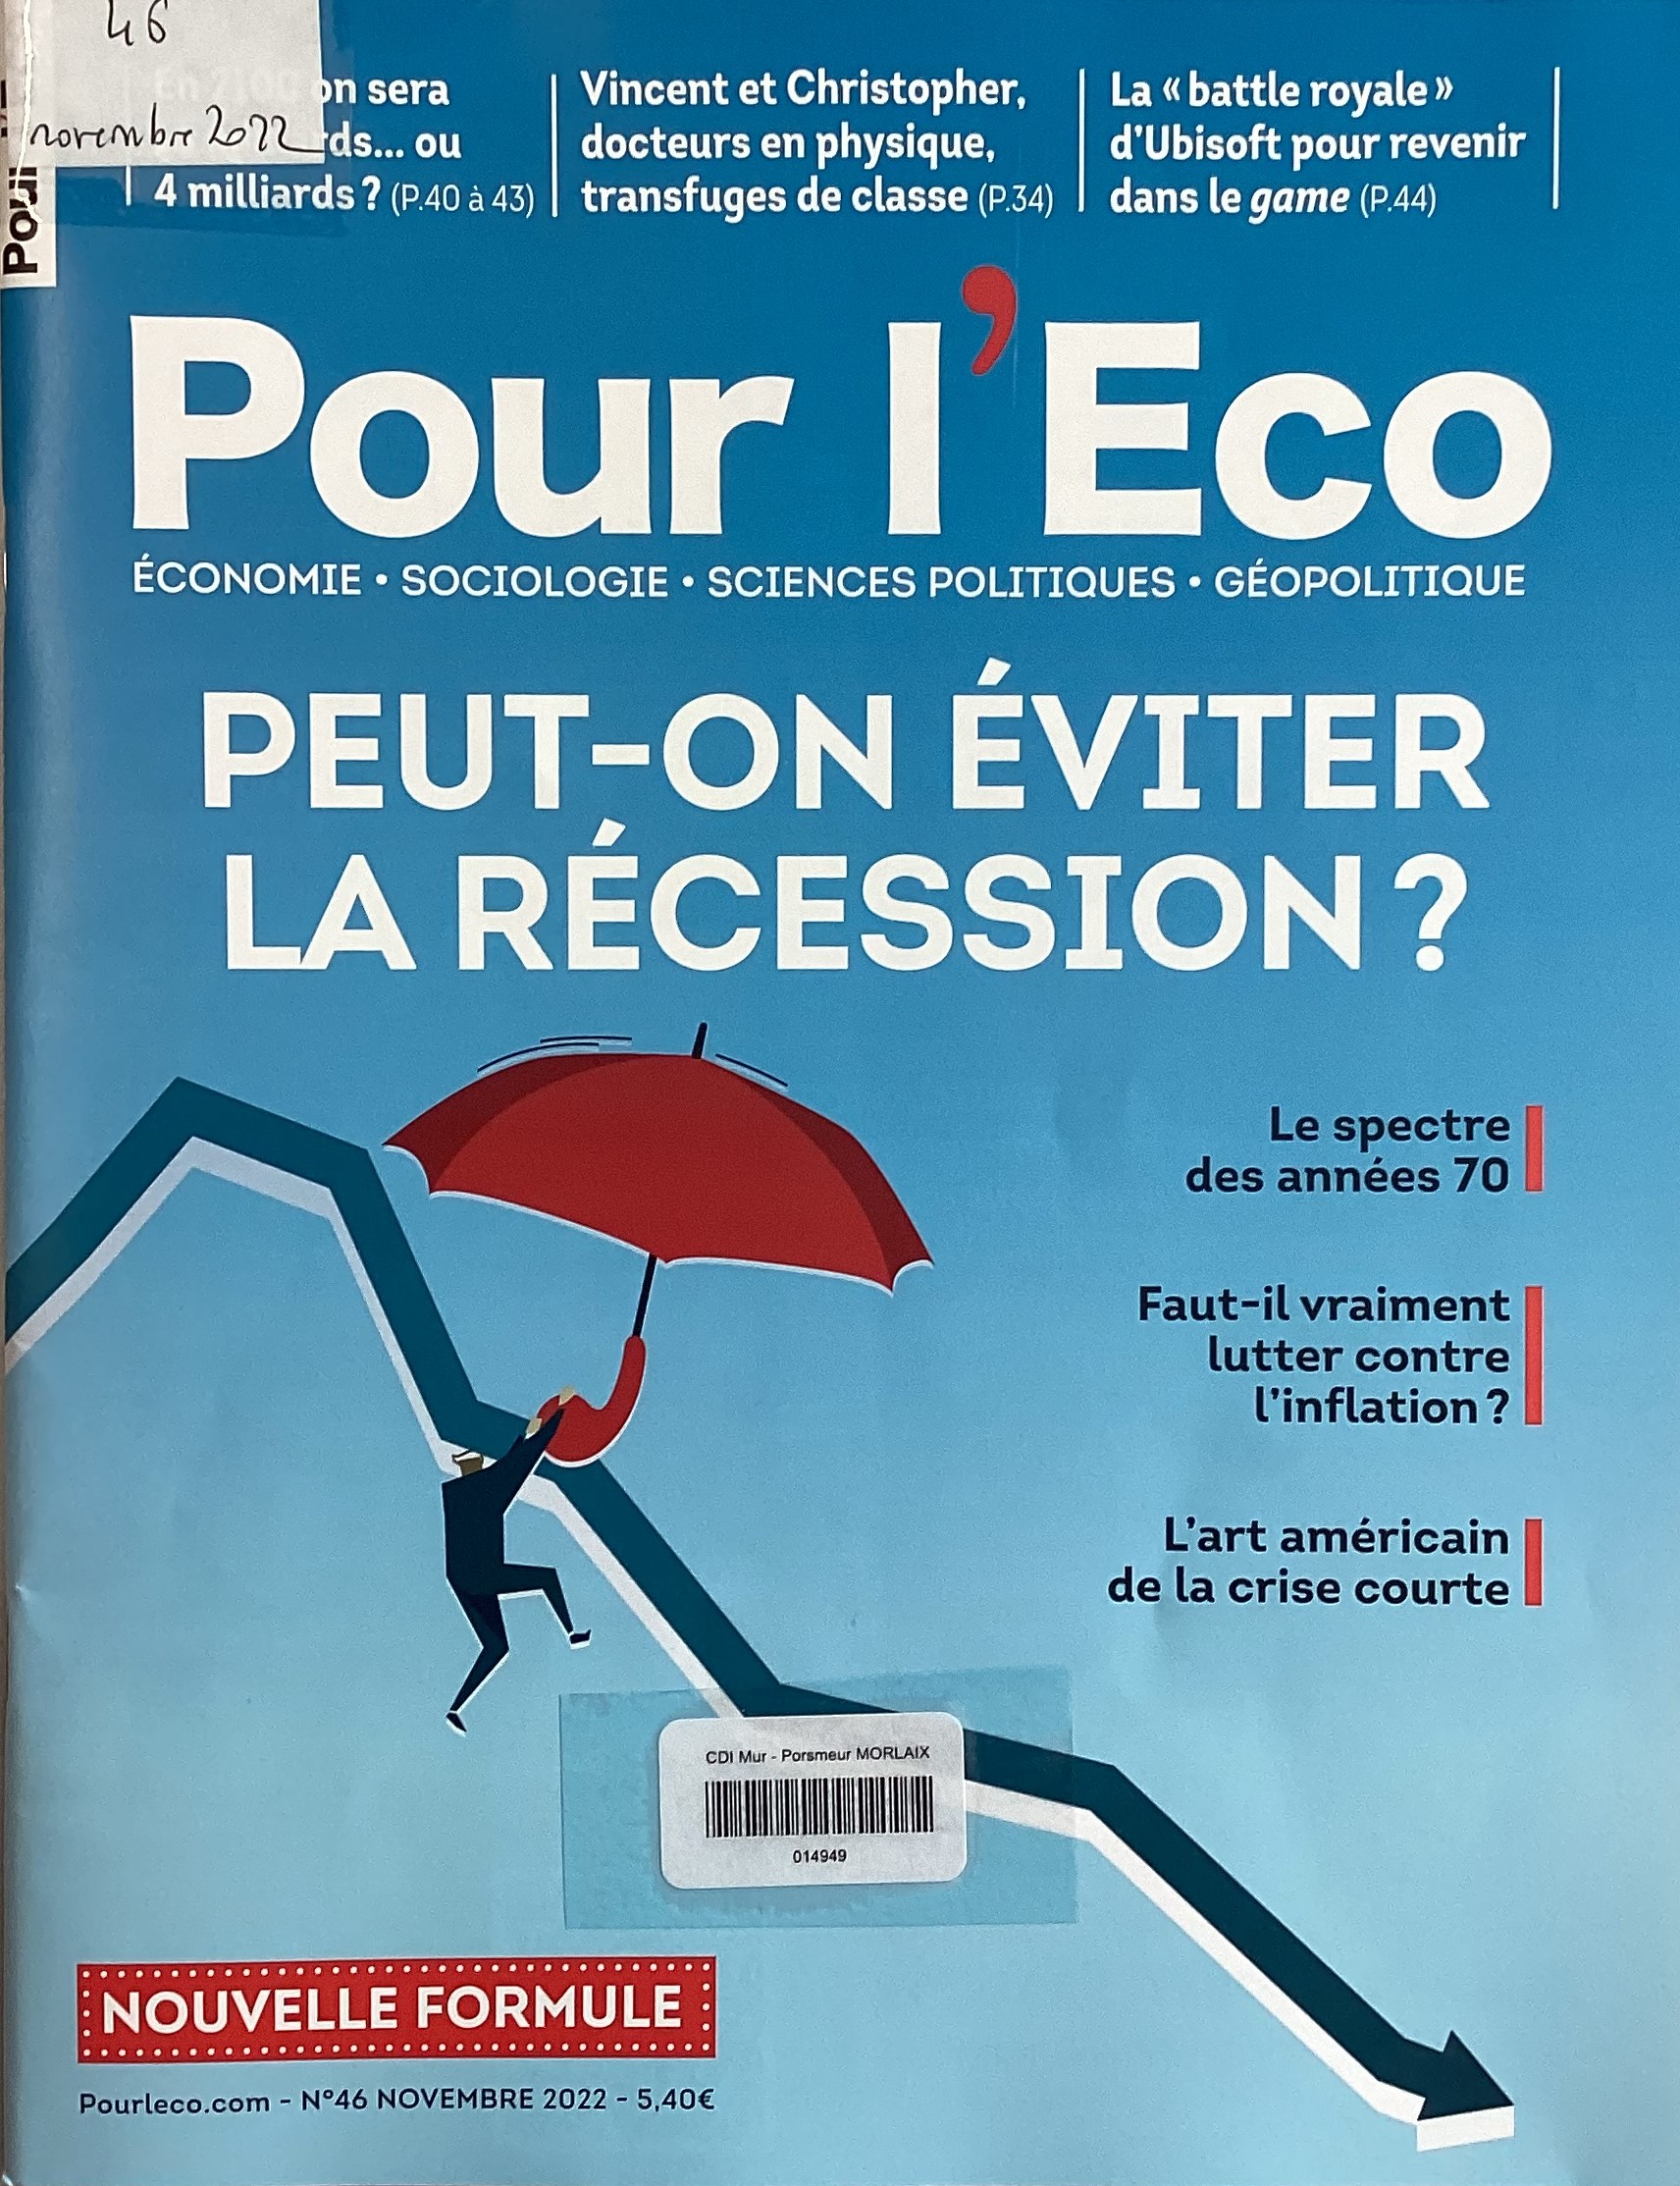 46
novembre 2022
on sera
ds... ou
4 milliards ? (P.40 à 43)
Vincent et Christopher,
docteurs en physique,
transfuges de classe (P.34)
La « battle royale »
d'Ubisoft pour revenir
dans le game (P.44)
Pour l'Eco
ÉCONOMIE • SOCIOLOGIE • SCIENCES POLITIQUES • GÉOPOLITIQUE
PEUT-ON ÉVITER
LA RÉCESSION ?
Le spectre
des années 70
Faut-il vraiment
lutter contre
l'inflation ?
L'art américain
de la crise courte
CDI Mur - Porsmeur MORLAIX
014949
NOUVELLE FORMULE
Pourleco.com - N°46 NOVEMBRE 2022 - 5,40€